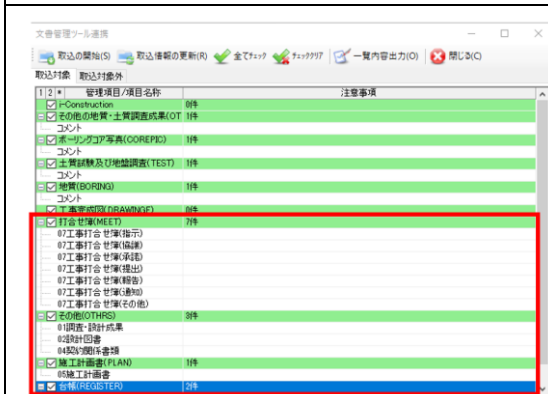 文書管理ツール連携
取込の開始(S) 取込情報の更新(R) 全てチェック チェッククリア 一覧内容出力(O) 閉じる(C)
取込対象 取込対象外
1 2 * 管理項目/項目名称 注意事項
i-Construction 0件
その他の地質・土質調査成果(OT 1件
コメント
ボーリングコア写真(COREPIC) 1件
コメント
土質試験及び地盤調査(TEST) 1件
コメント
地質(BORING) 1件
コメント
工事完成図(DRAWINGF) 0件
打合せ簿(MEET) 7件
07工事打合せ簿(指示)
07工事打合せ簿(協議)
07工事打合せ簿(承諾)
07工事打合せ簿(提出)
07工事打合せ簿(報告)
07工事打合せ簿(通知)
07工事打合せ簿(その他)
その他(OTHRS) 3件
01調査・設計成果
02設計図書
04契約関係書類
施工計画書(PLAN) 1件
05施工計画書
台帳(REGISTER) 2件